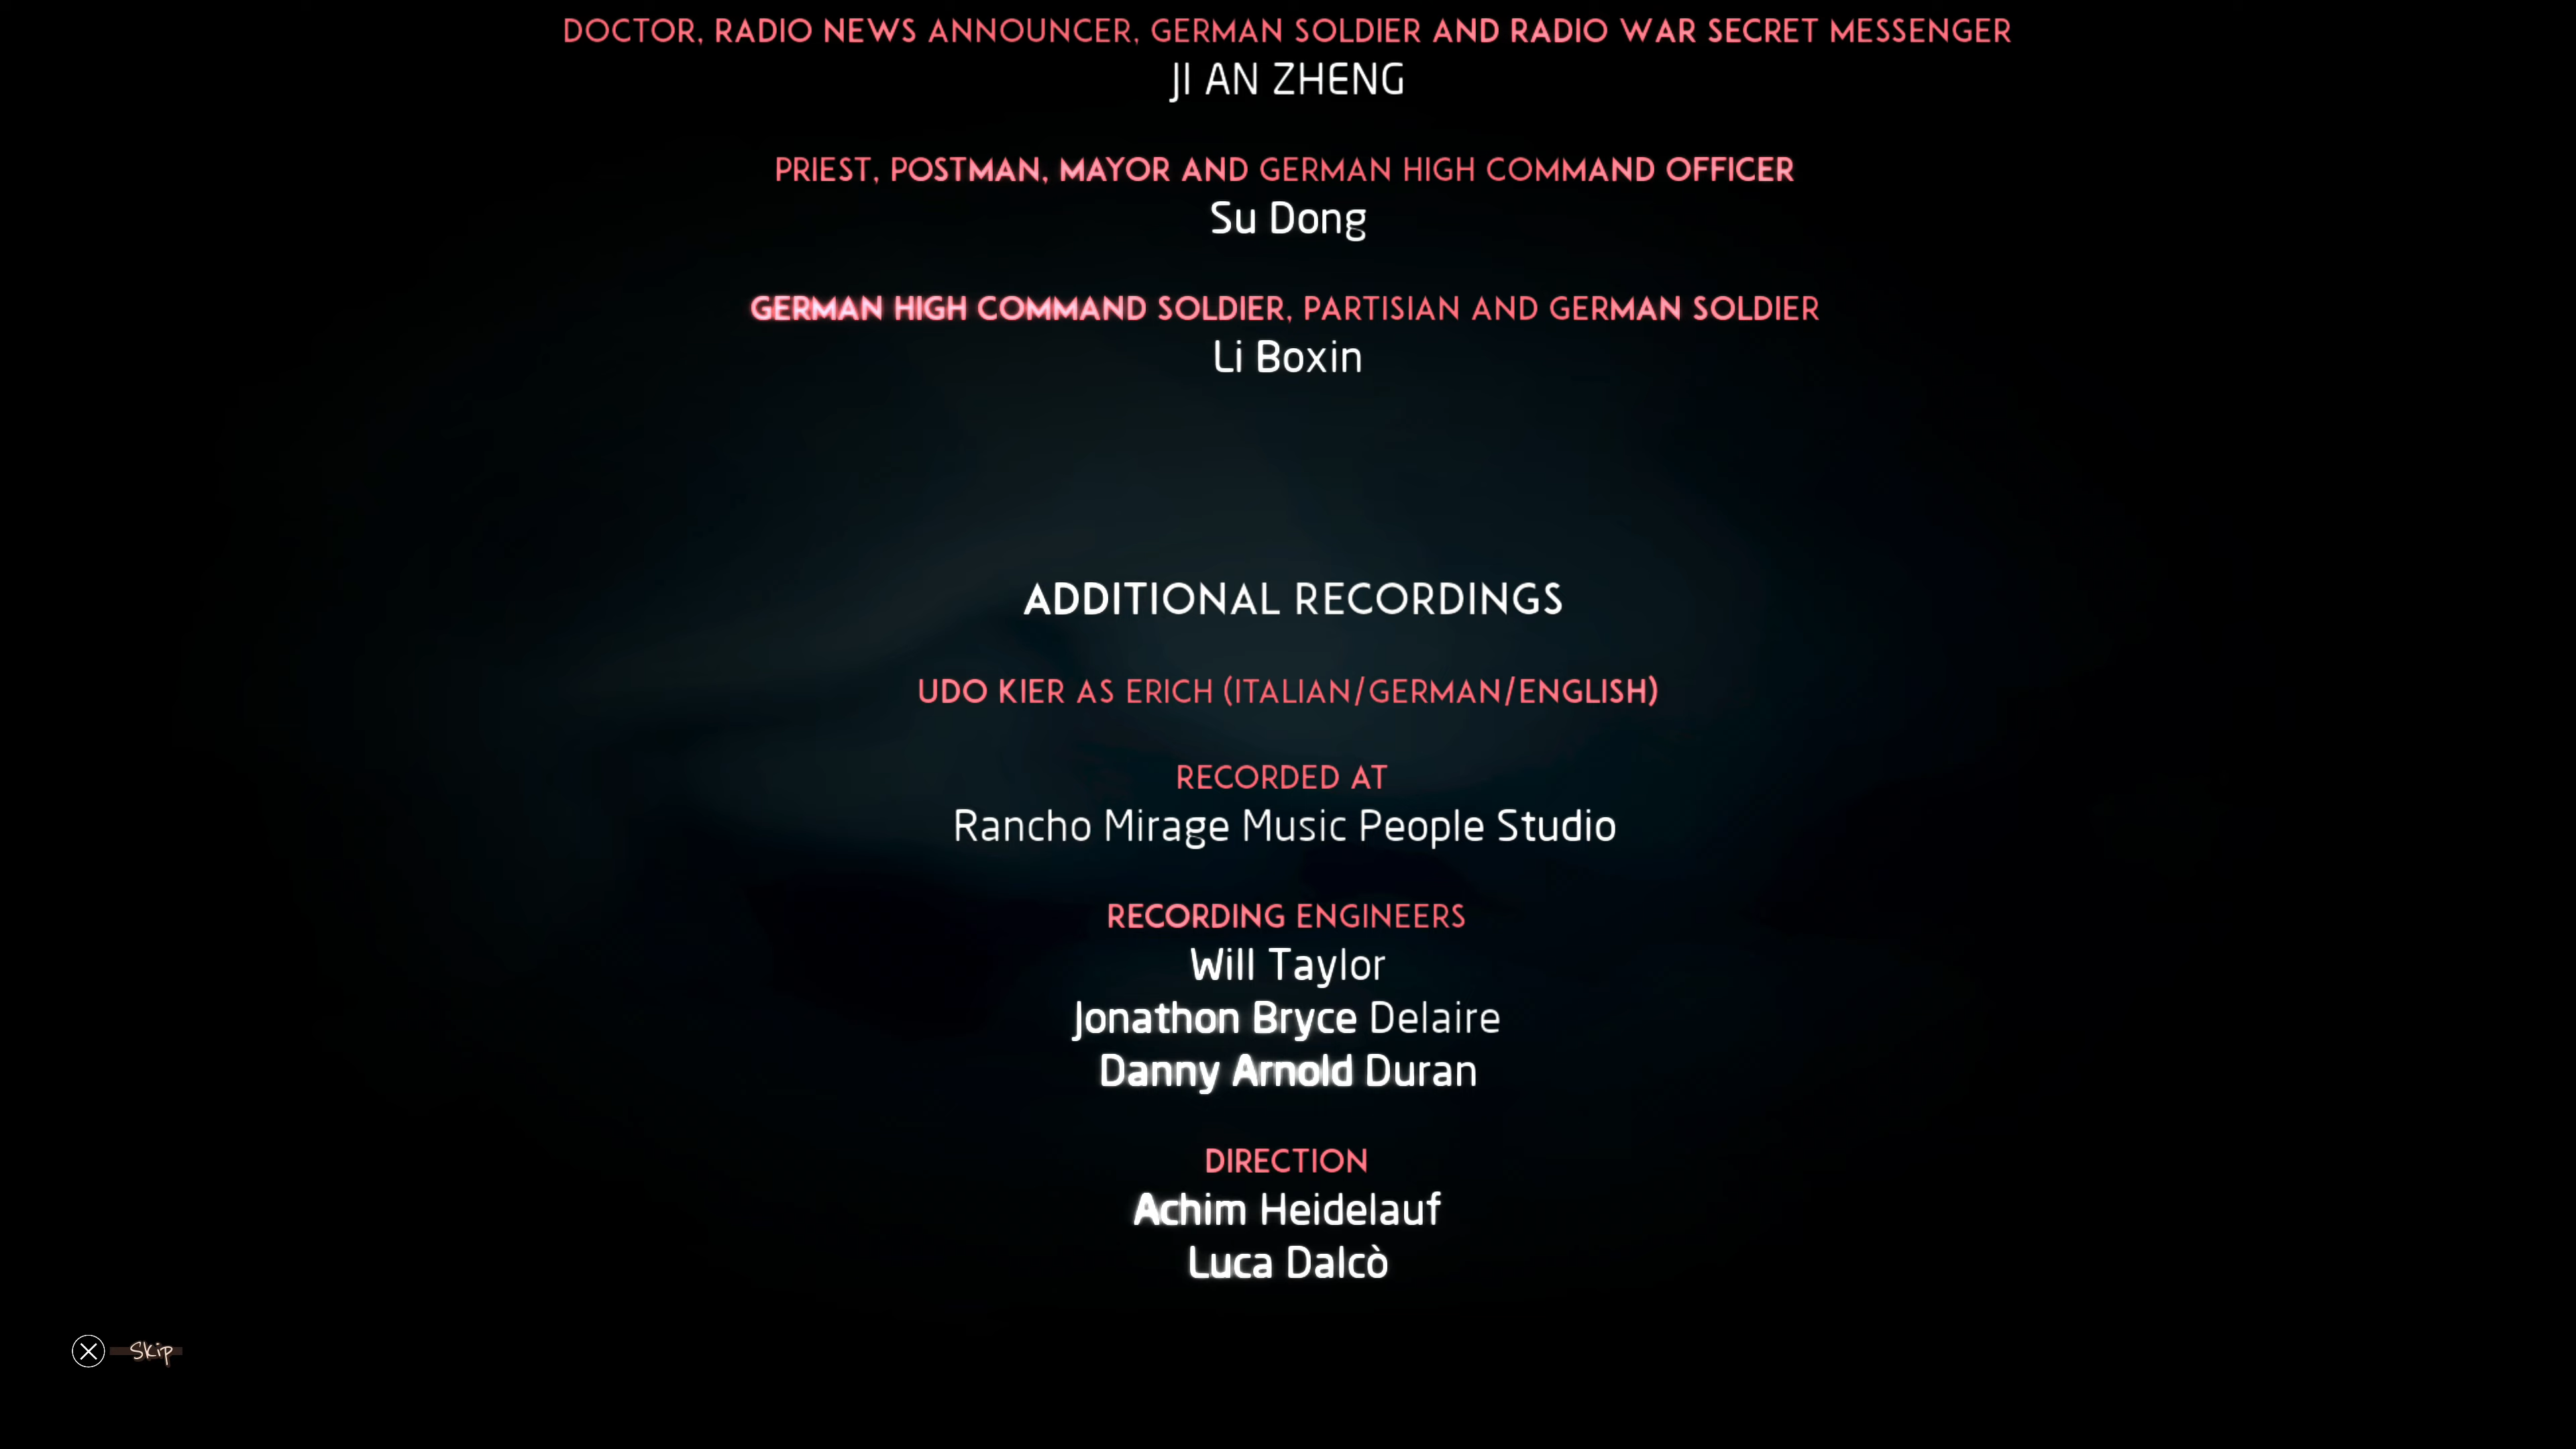 DOCTOR, RADIO NEWS ANNOUNCER, GERMAN SOLDIER AND RADIO WAR SECRET MESSENGER
JI AN ZHENG
PRIEST, POSTMAN, MAYOR AND GERMAN HIGH COMMAND OFFICER
Su Dong
GERMAN HIGH COMMAND SOLDIER, PARTISIAN AND GERMAN SOLDIER
Li Boxin
ADDITIONAL RECORDINGS
UDO KIER AS ERICH (ITALIAN/GERMAN/ENGLISH)
RECORDED AT
Rancho Mirage Music People Studio
RECORDING ENGINEERS
Will Taylor
Jonathon Bryce Delaire
Danny Arnold Duran
DIRECTION
Achim Heidelauf
Luca Dalcò
Skip